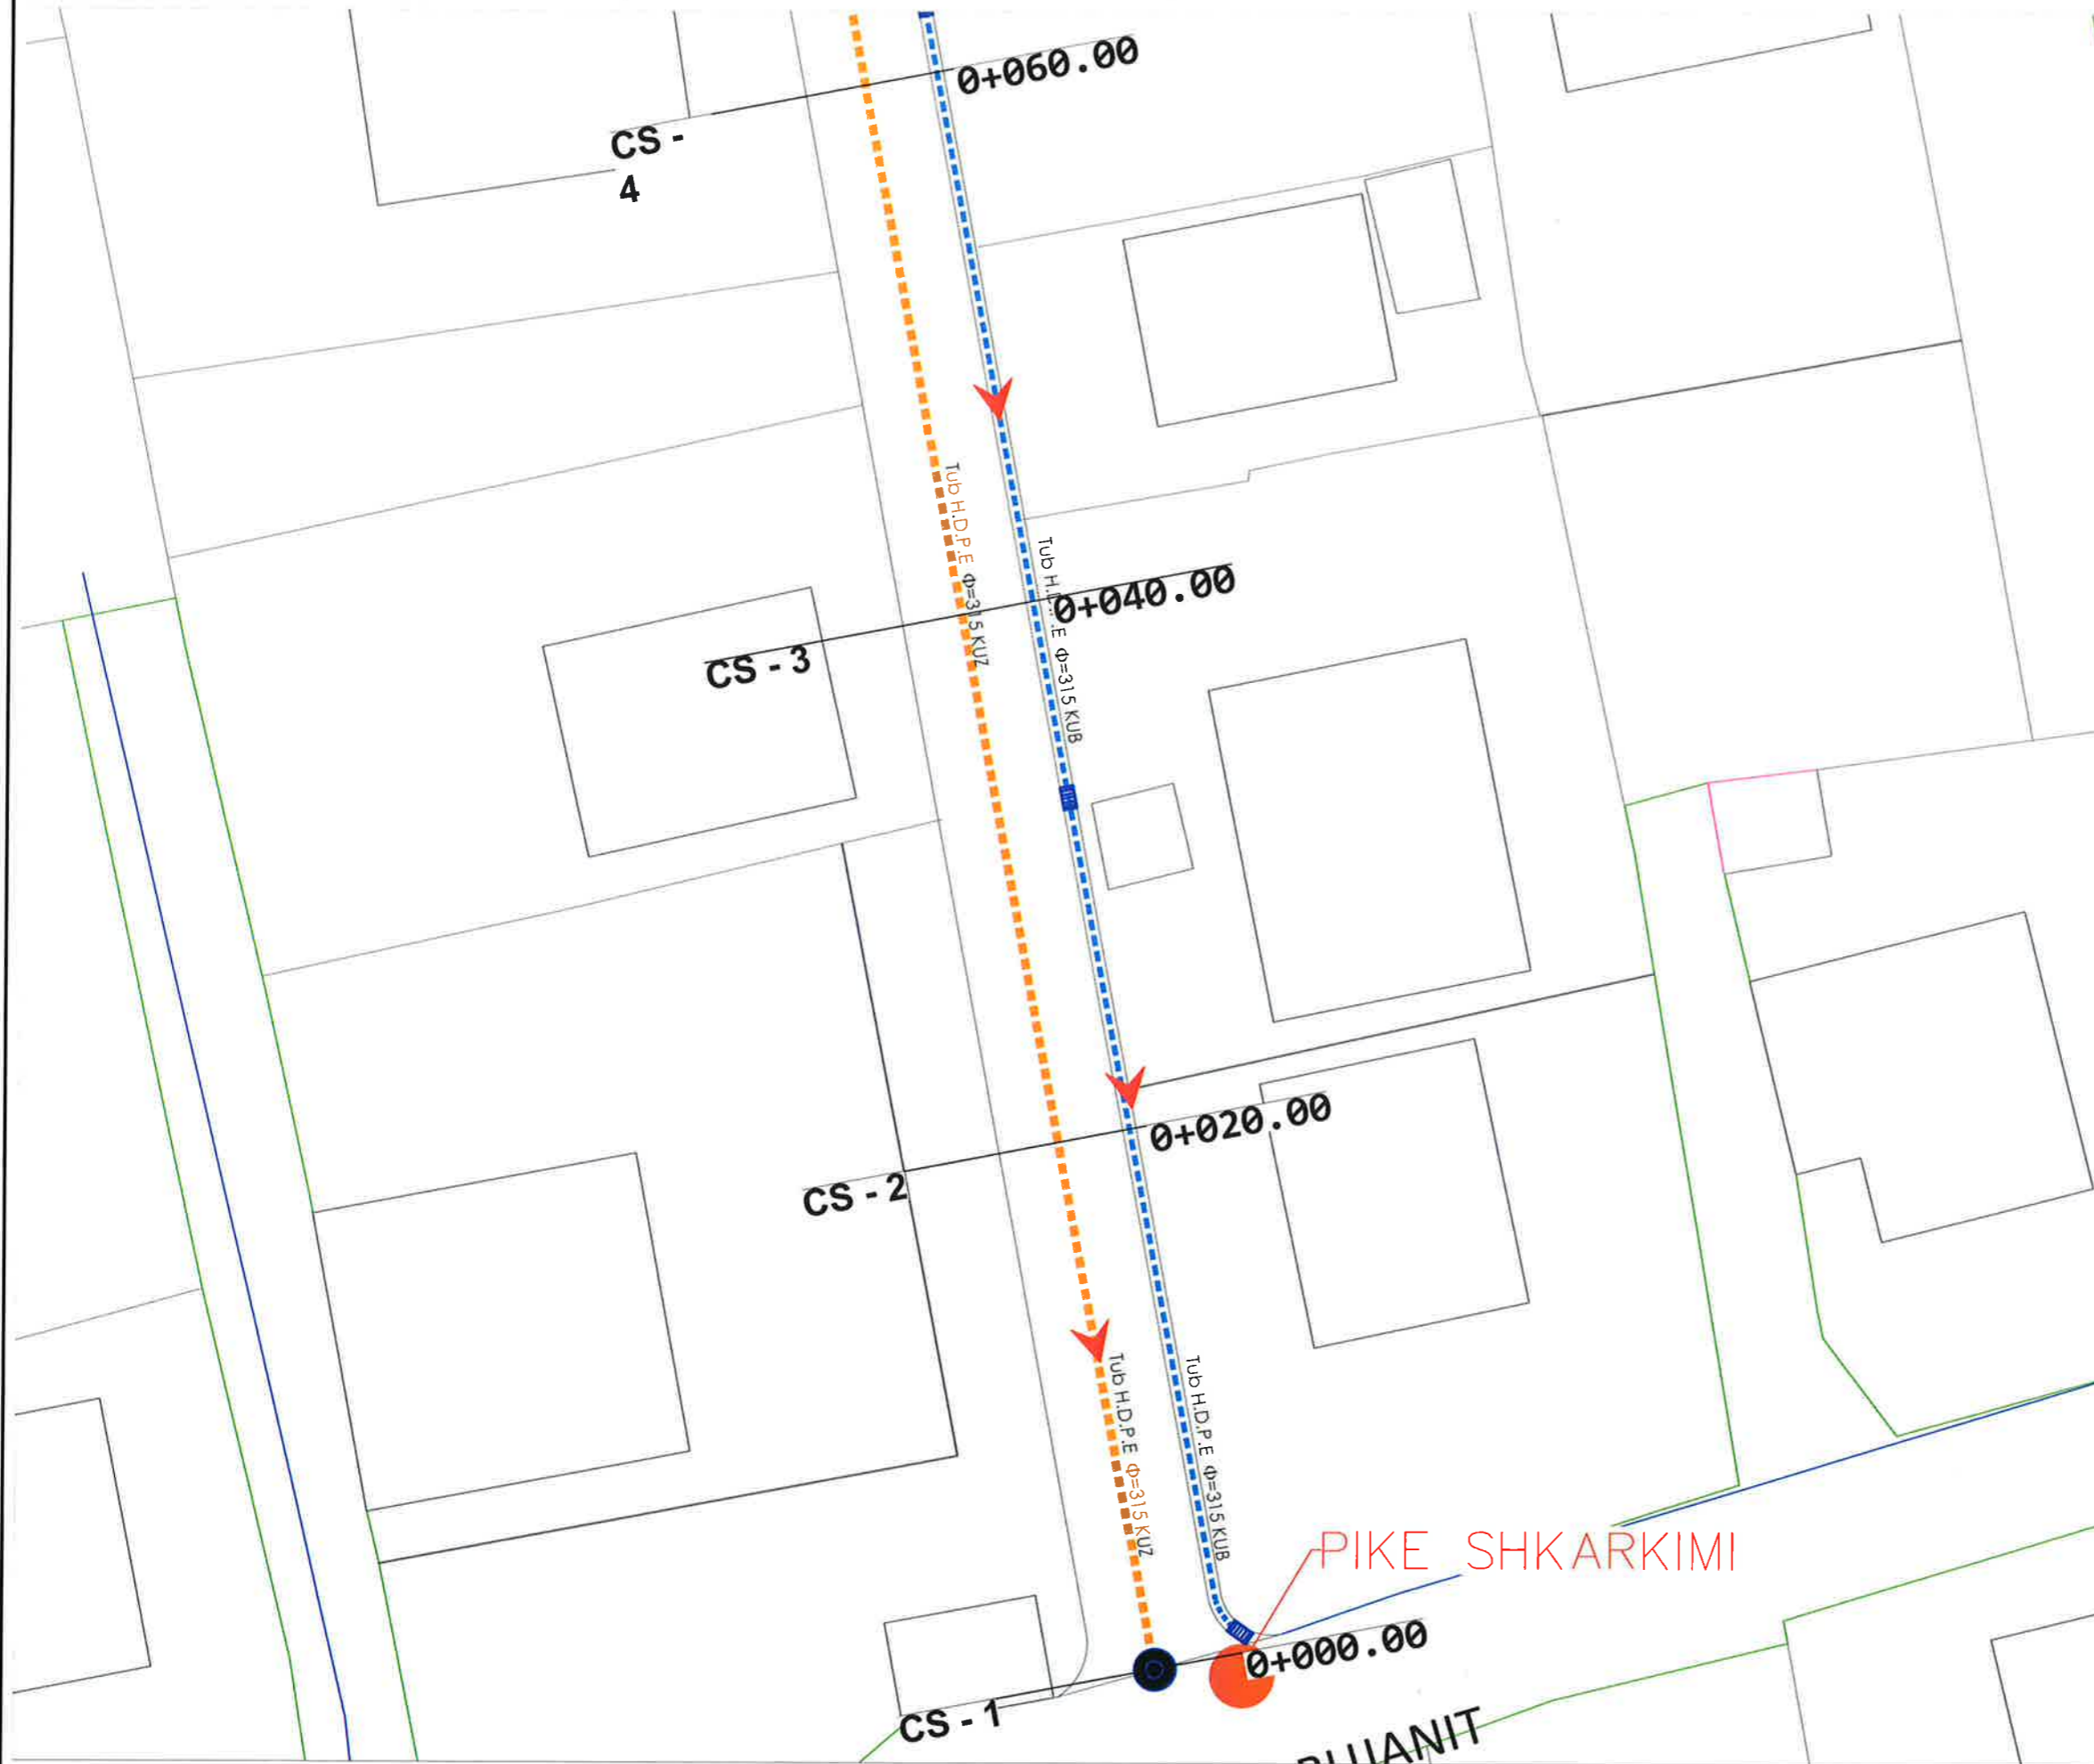 0+060.00
CS -
4
Tub H.D.P.E Φ=315 KUZ
0+040.00
CS - 3
Φ=315 KUB
0+020.00
CS - 2
Tub H.D.P.E Φ=315 KUZ
Tub H.D.P.E Φ=315 KUB
PIKE SHKARKIMI
0+000.00
CS - 1